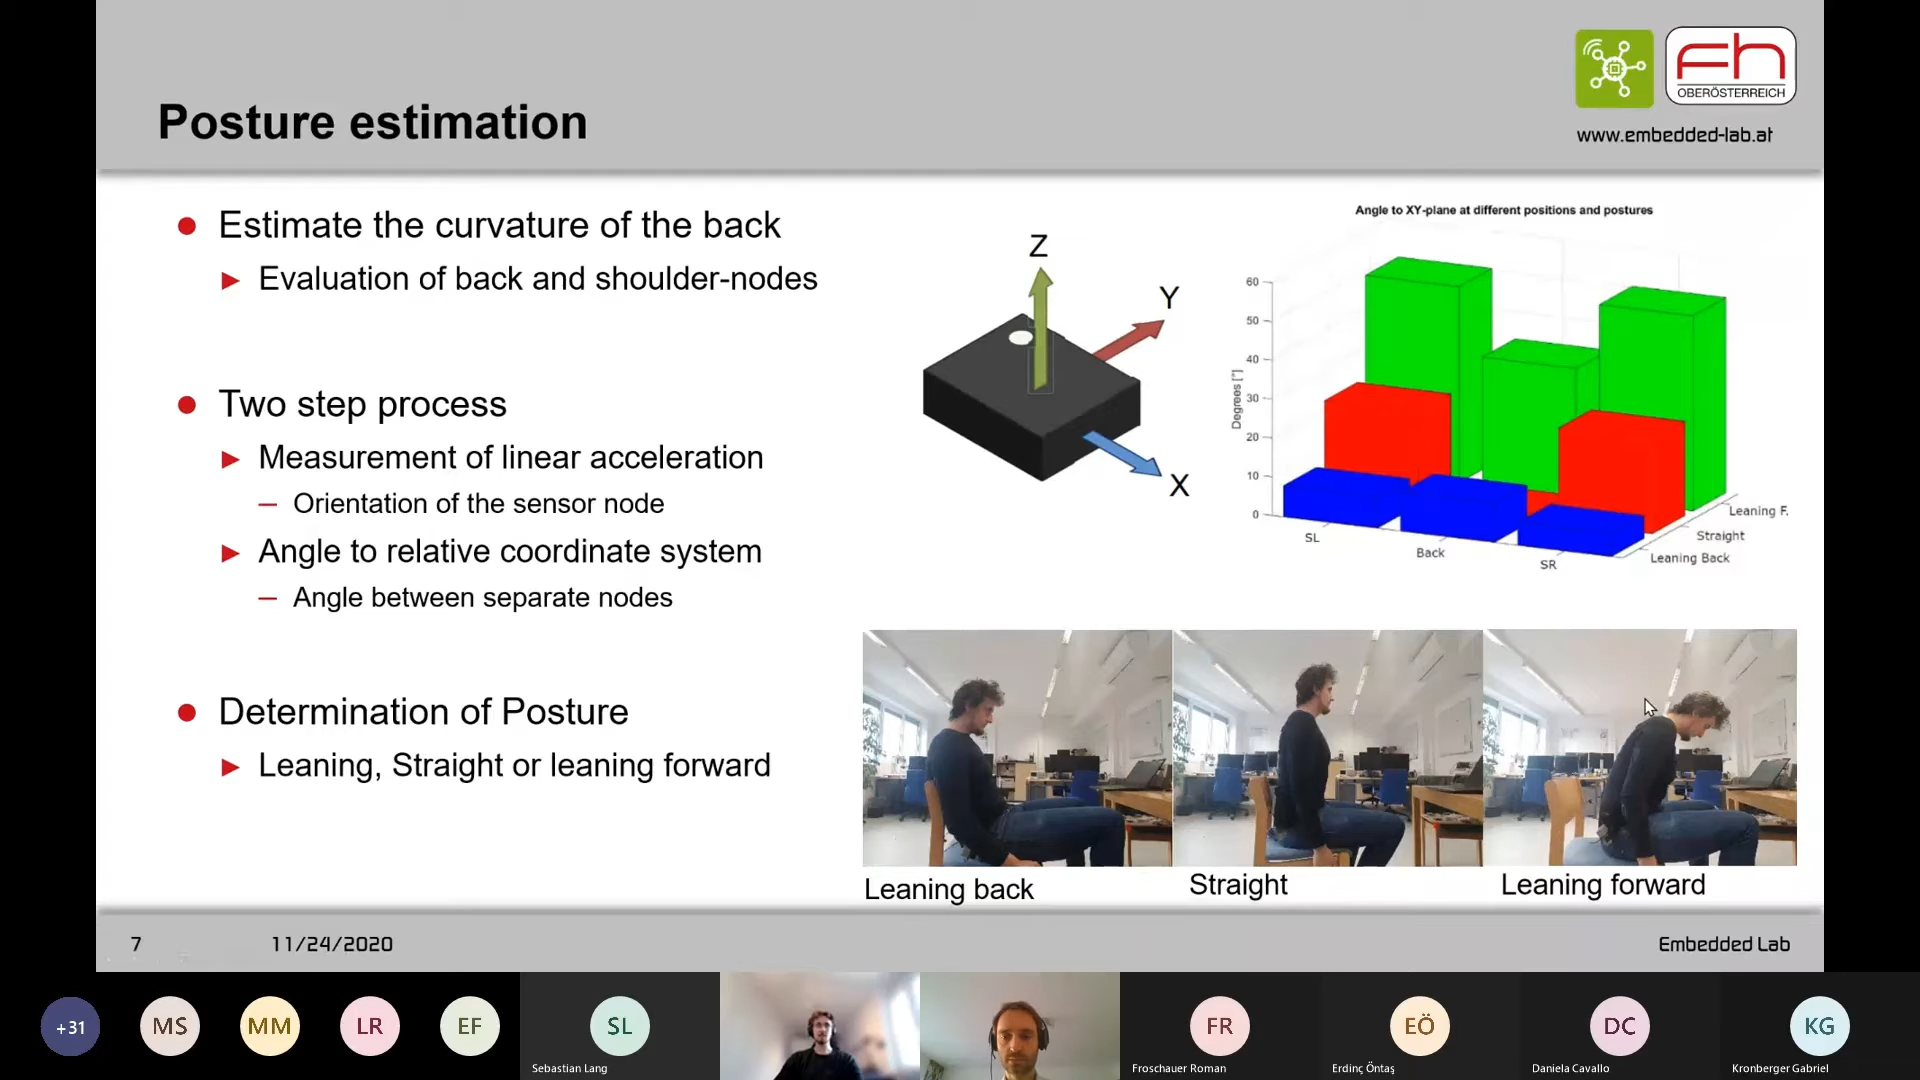 Fh
OBERÖSTERREICH
Posture estimation
www.embedded-lab.at
Estimate the curvature of the back
Evaluation of back and shoulder-nodes
Two step process
Measurement of linear acceleration
Orientation of the sensor node
Angle to relative coordinate system
Angle between separate nodes
Determination of Posture
Leaning, Straight or leaning forward
Z
Y
X
Angle to XY-plane at different positions and postures
Degrees [°]
60
50
40
30
20
10
0
SL
Back
SR
Leaning F.
Straight
Leaning Back
Leaning back
Straight
Leaning forward
7
11/24/2020
Embedded Lab
+31
MS
MM
LR
EF
SL
Sebastian Lang
FR
Froschauer Roman
EÖ
Erdinç Öntaş
DC
Daniela Cavallo
KG
Kronberger Gabriel